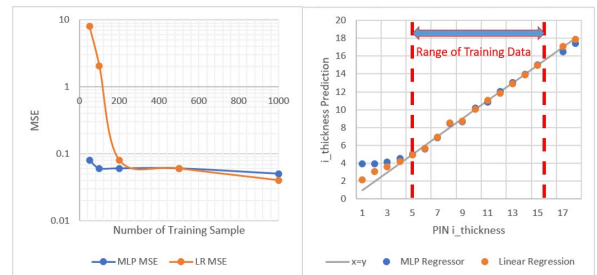 10
1
0.1
0.01
MSE
0 200 400 600 800 1000
Number of Training Sample
MLP MSE LR MSE
20
18
16
14
12
10
8
6
4
2
0
i_thickness Prediction
Range of Training Data
1 3 5 7 9 11 13 15 17
PIN i_thickness
x=y MLP Regressor Linear Regression